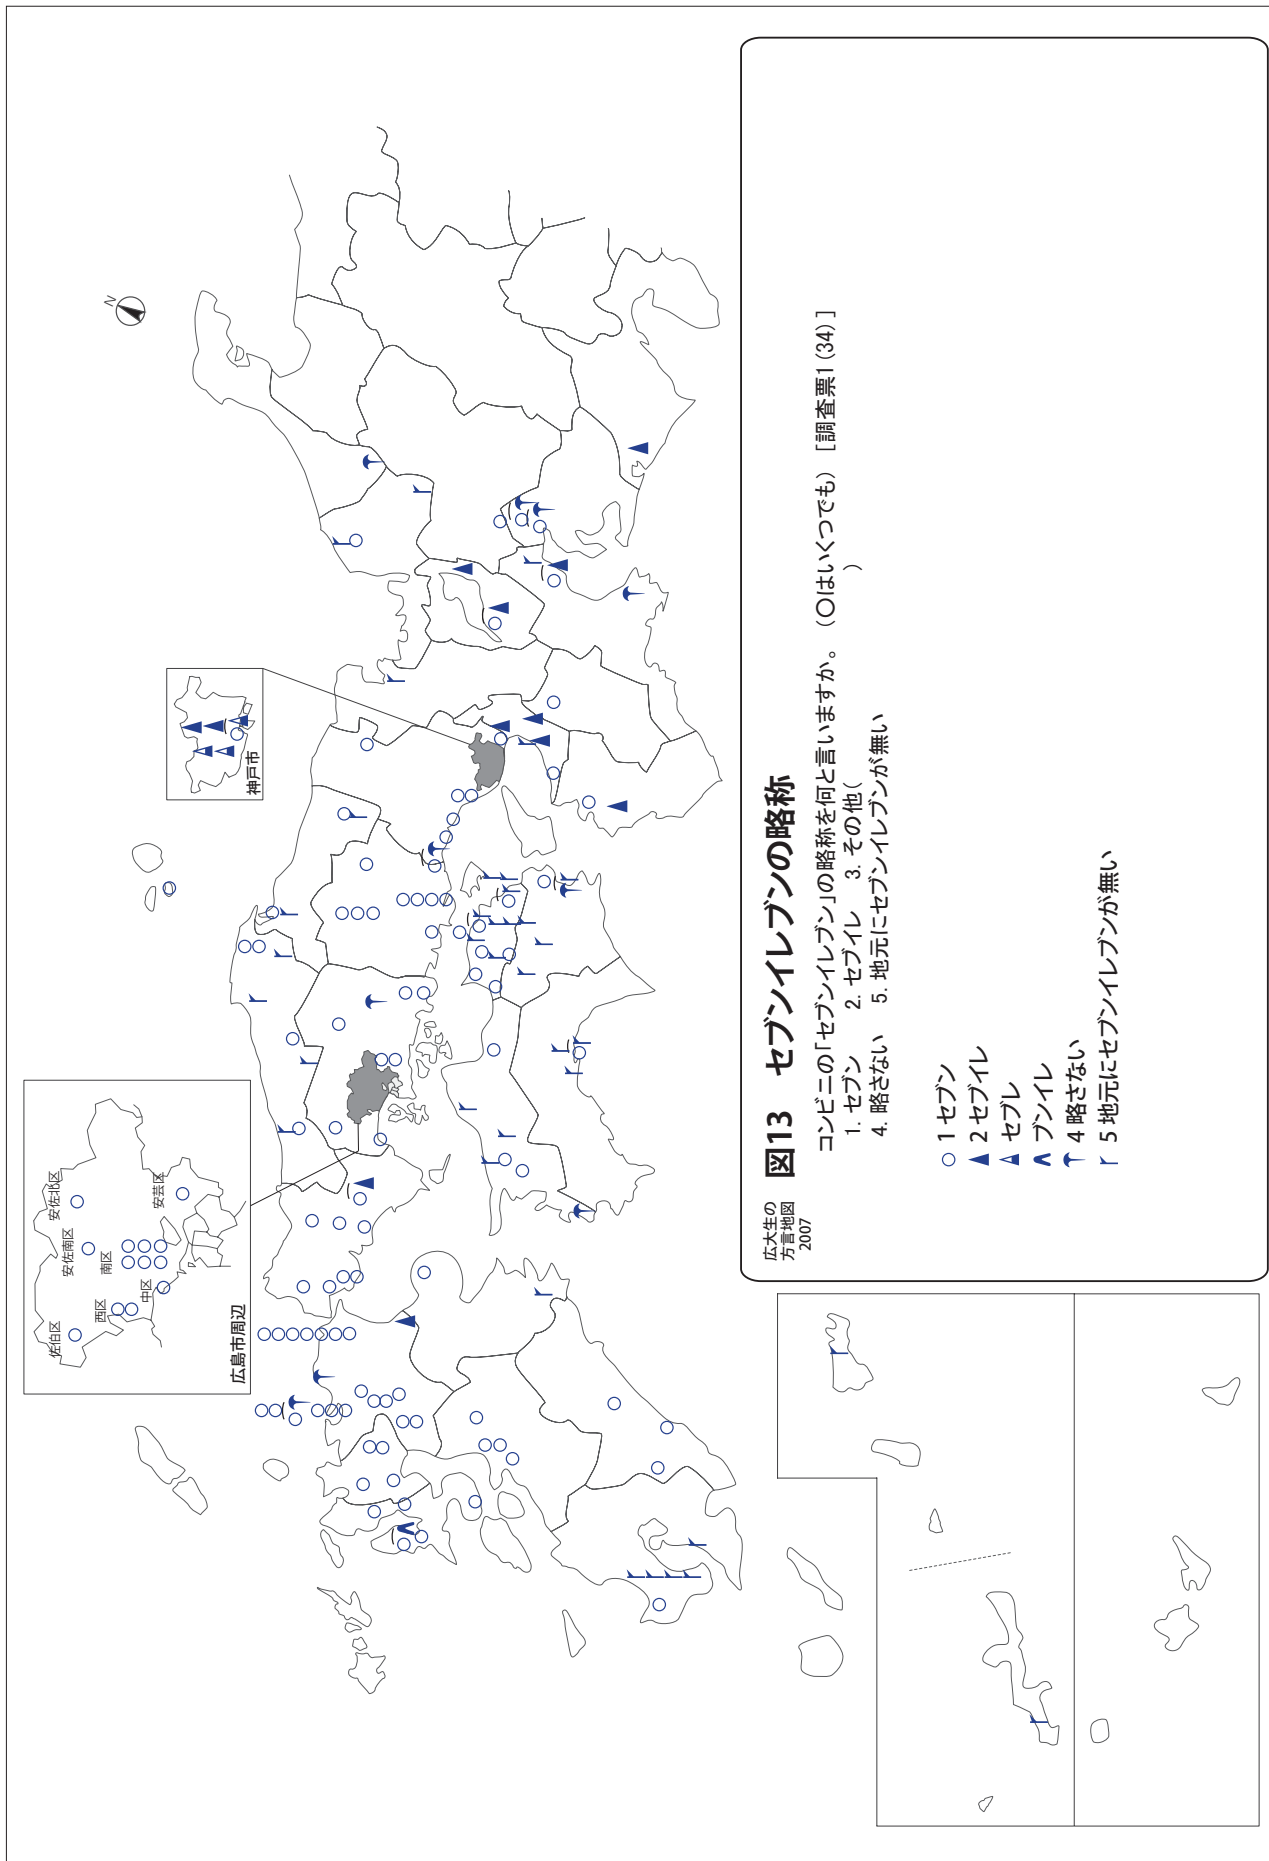 広大生の
方言地図
2007
図13 セブンイレブンの略称
コンビニの「セブンイレブン」の略称を何と言いますか。（○はいくつでも）［調査票1 (34)］
1. セブン 2. セブイレ 3. その他( )
4. 略さない 5. 地元にセブンイレブンが無い
1 セブン
2 セブイレ
セブレ
ブンイレ
4 略さない
5 地元にセブンイレブンが無い
広島市周辺
佐伯区
西区
中区
安佐南区
南区
安佐北区
安芸区
神戸市
N